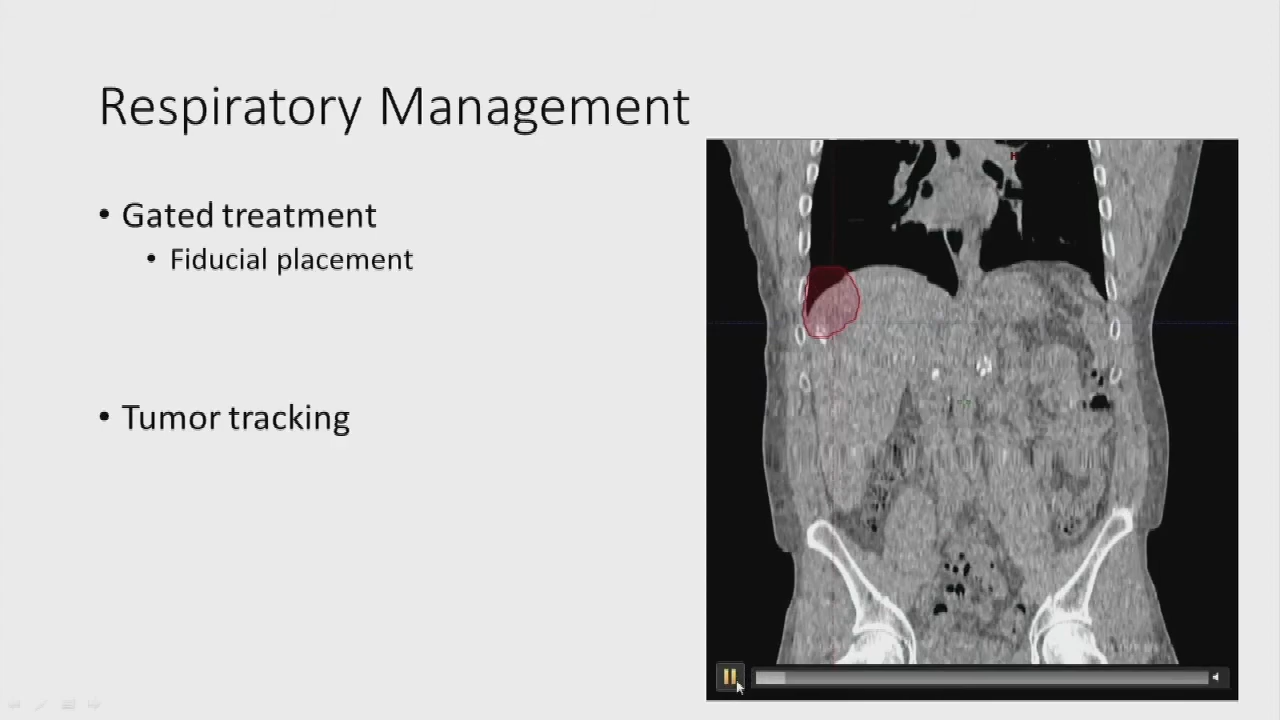 Respiratory Management
• Gated treatment
• Fiducial placement
• Tumor tracking
H